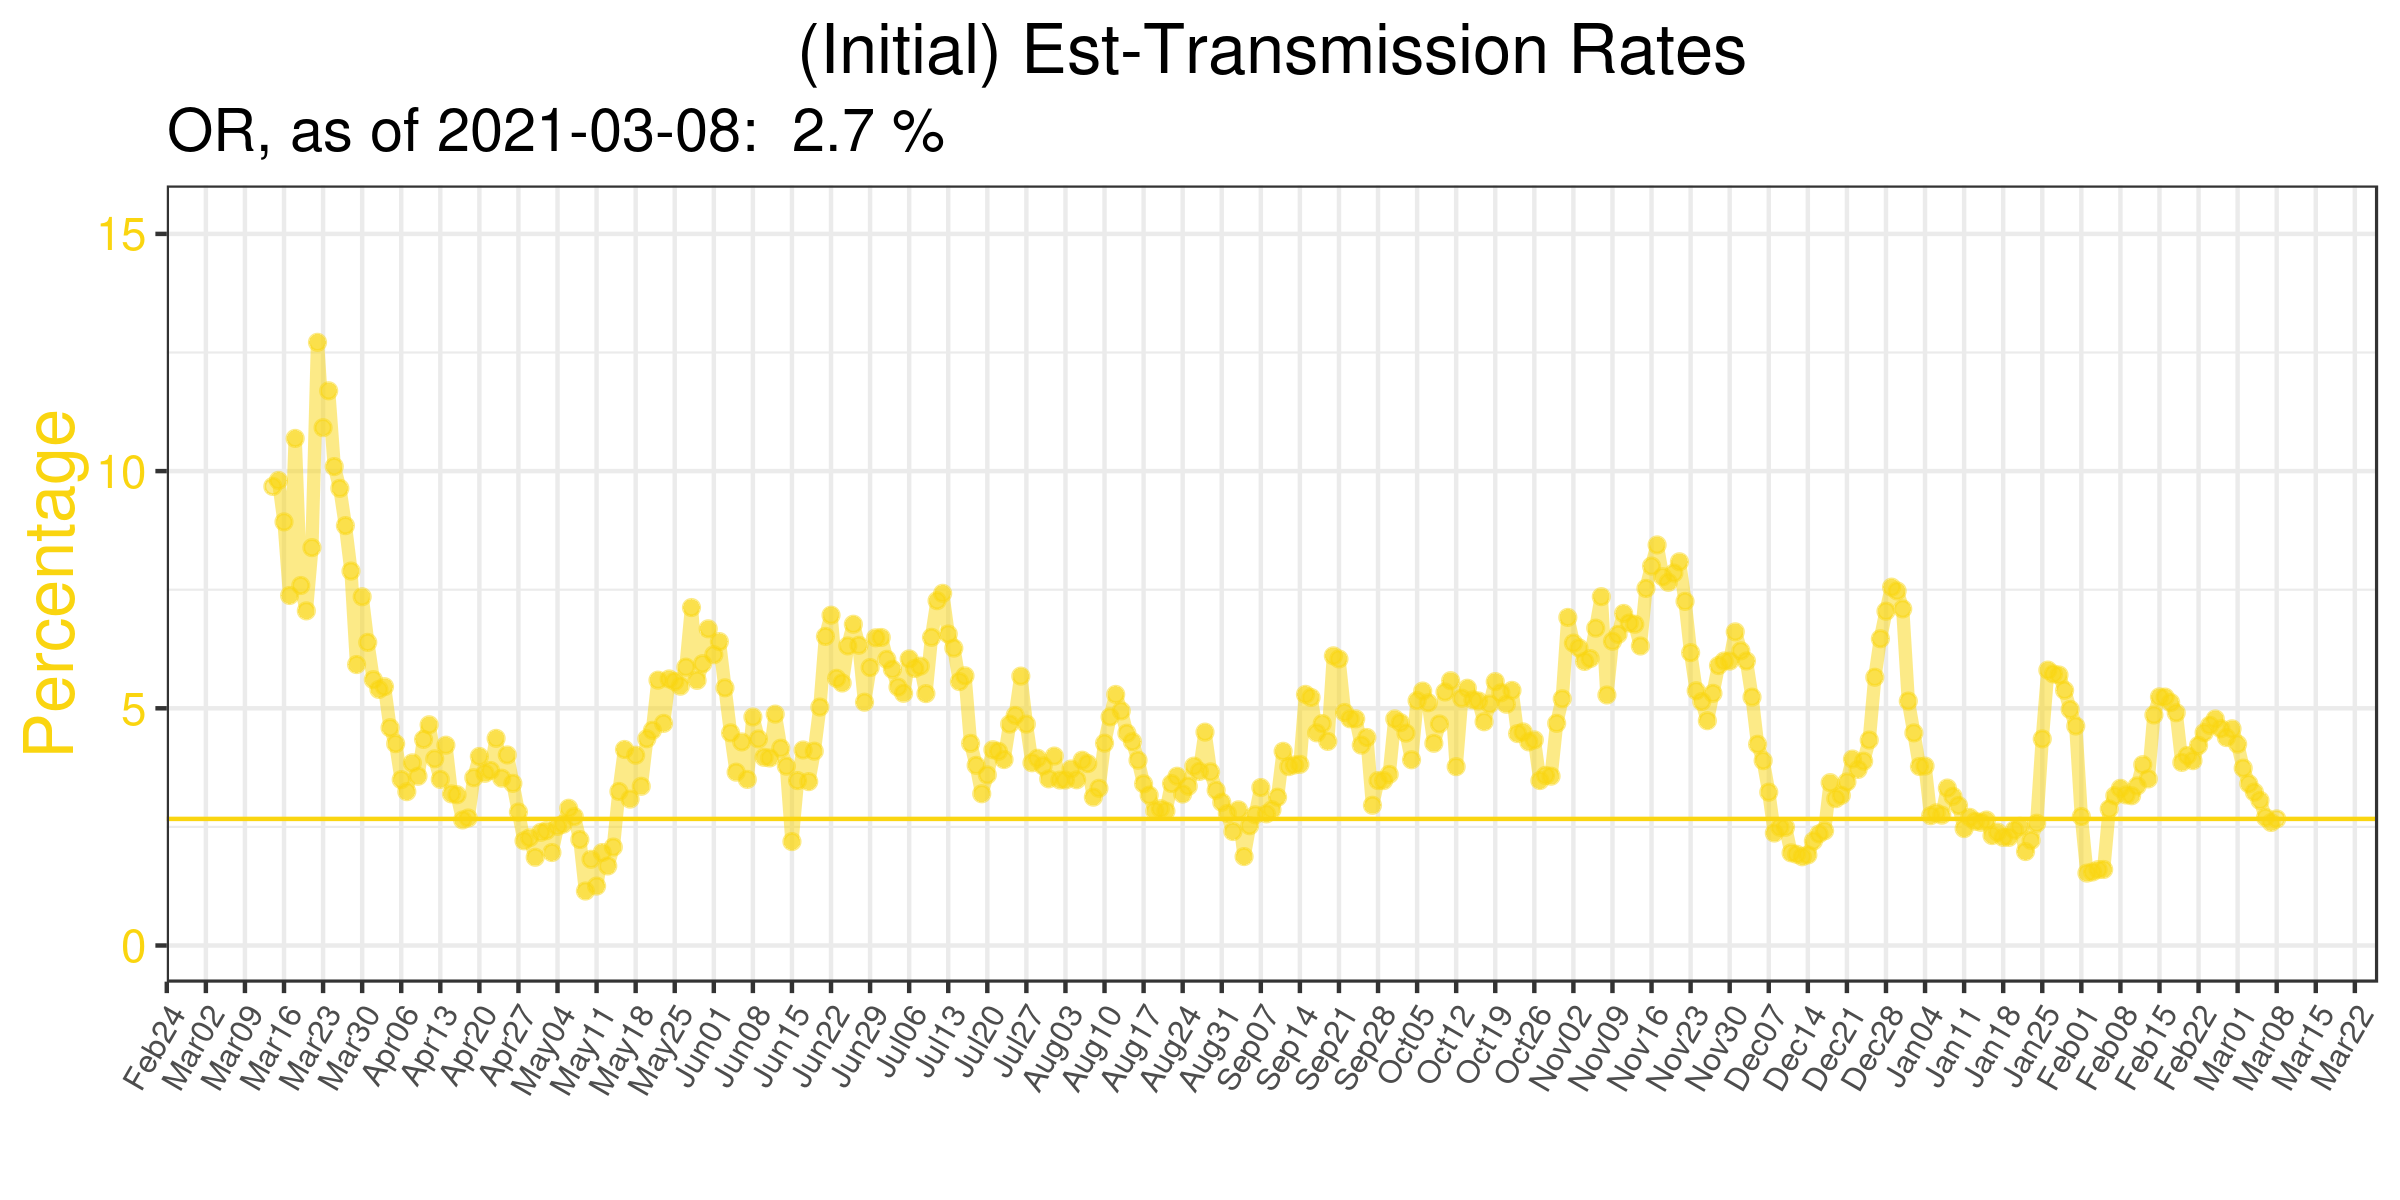 (Initial) Est-Transmission Rates
OR, as of 2021-03-08:  2.7 %
Percentage
15
10
5
0
Feb24
Mar02
Mar09
Mar16
Mar23
Mar30
Apr06
Apr13
Apr20
Apr27
May04
May11
May18
May25
Jun01
Jun08
Jun15
Jun22
Jun29
Jul06
Jul13
Jul20
Jul27
Aug03
Aug10
Aug17
Aug24
Aug31
Sep07
Sep14
Sep21
Sep28
Oct05
Oct12
Oct19
Oct26
Nov02
Nov09
Nov16
Nov23
Nov30
Dec07
Dec14
Dec21
Dec28
Jan04
Jan11
Jan18
Jan25
Feb01
Feb08
Feb15
Feb22
Mar01
Mar08
Mar15
Mar22